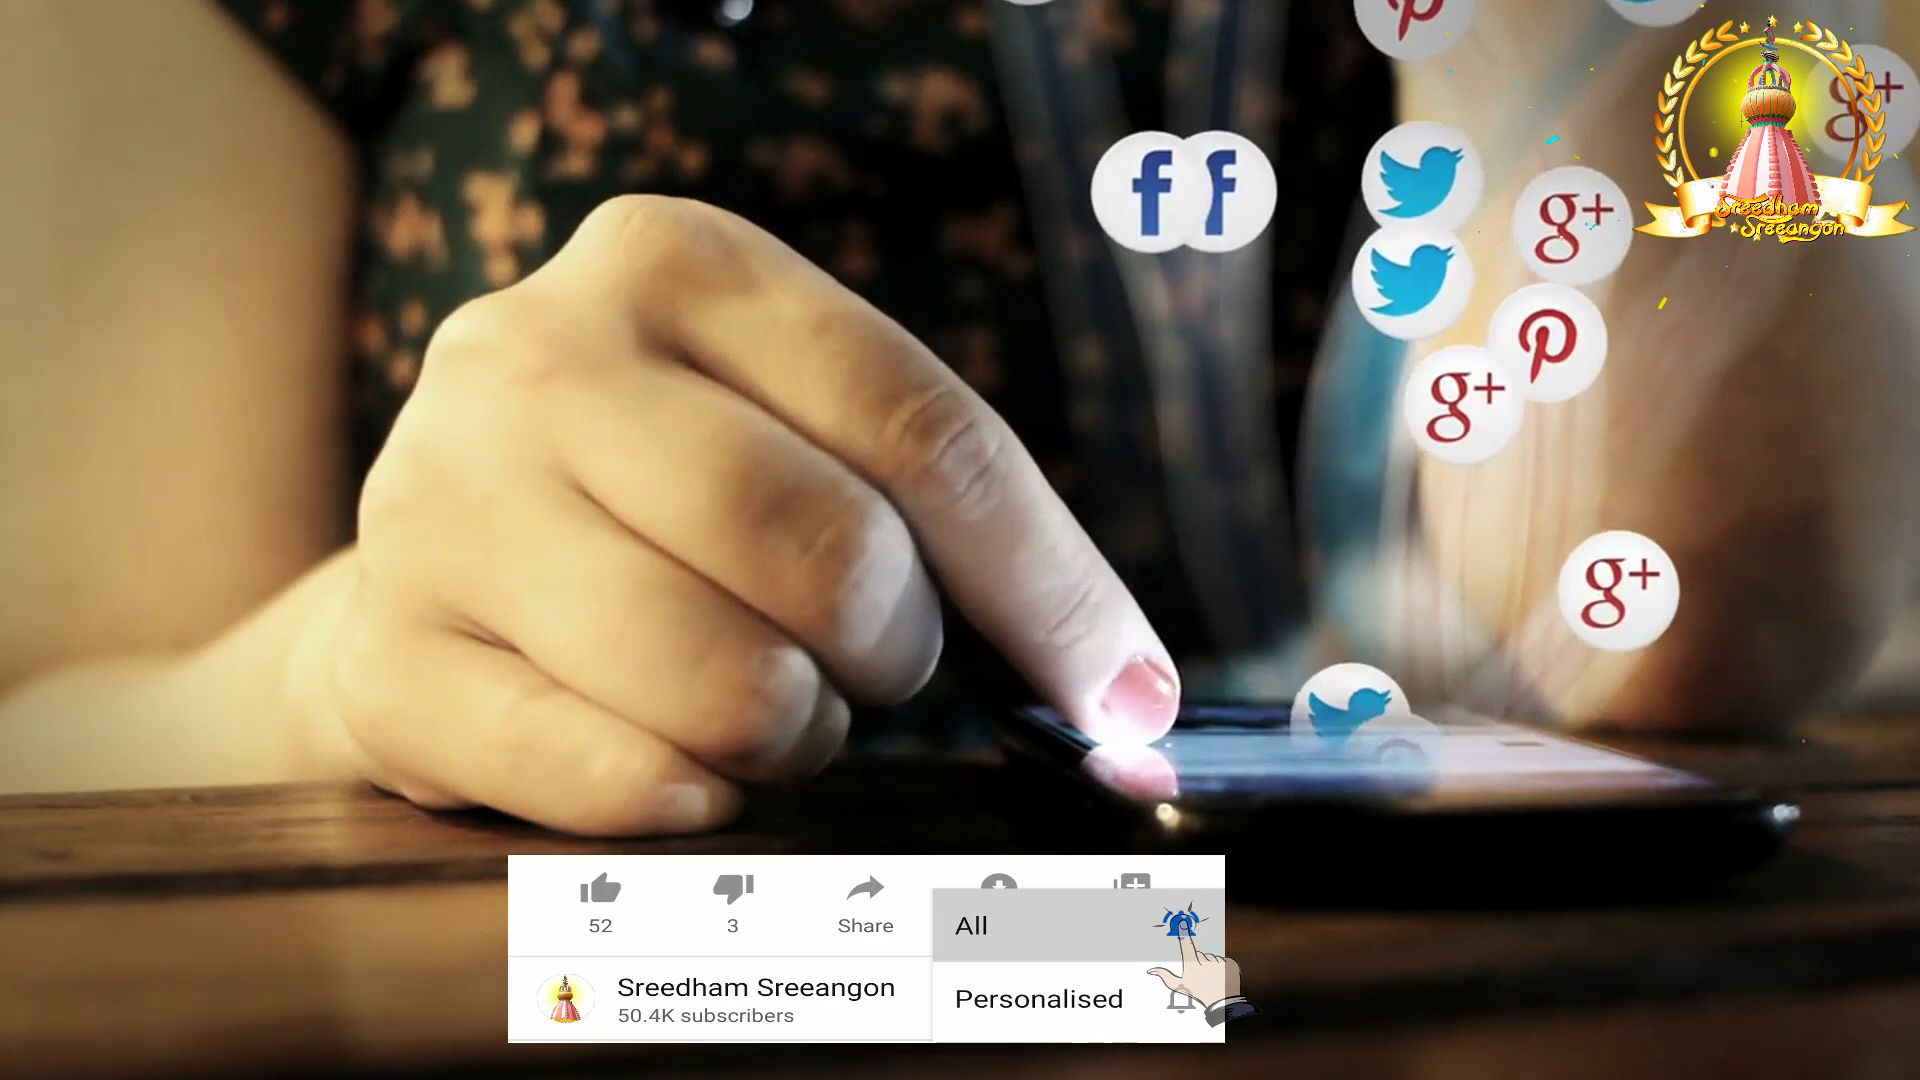 Sreedham
Sreeangon
f
f
g+
g+
g+
g+
52
3
Share
All
Sreedham Sreeangon
50.4K subscribers
Personalised